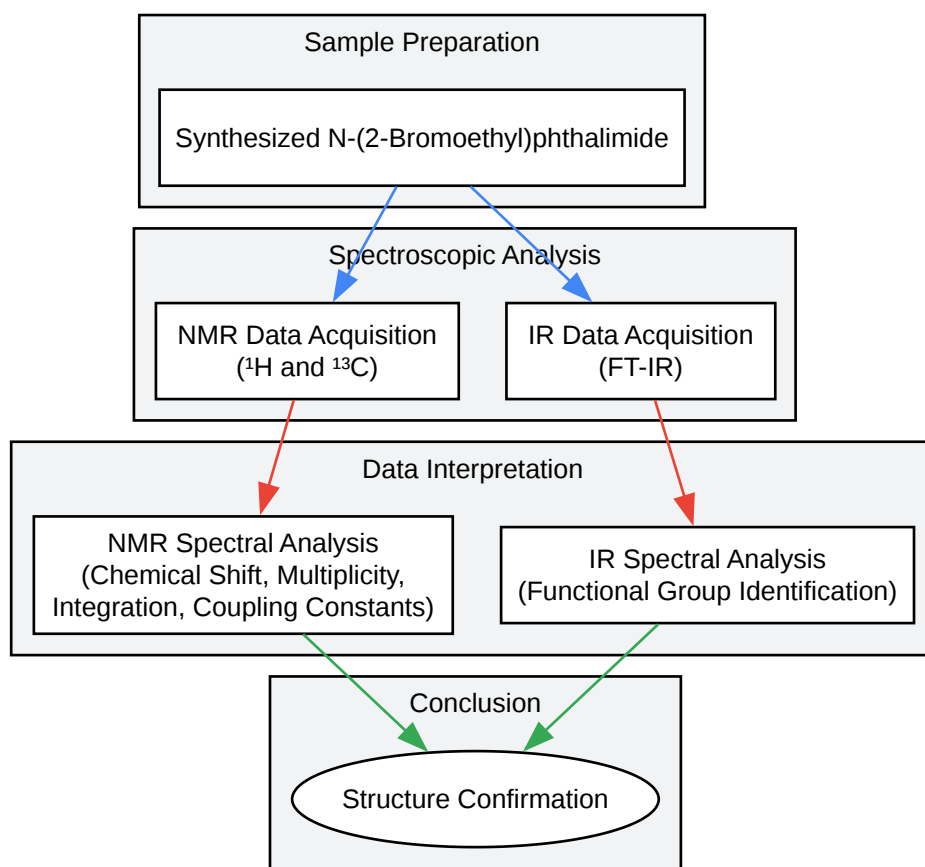 Sample Preparation
Synthesized N-(2-Bromoethyl)phthalimide
Spectroscopic Analysis
NMR Data Acquisition
(¹H and ¹³C)
IR Data Acquisition
(FT-IR)
Data Interpretation
NMR Spectral Analysis
(Chemical Shift, Multiplicity,
Integration, Coupling Constants)
IR Spectral Analysis
(Functional Group Identification)
Conclusion
Structure Confirmation